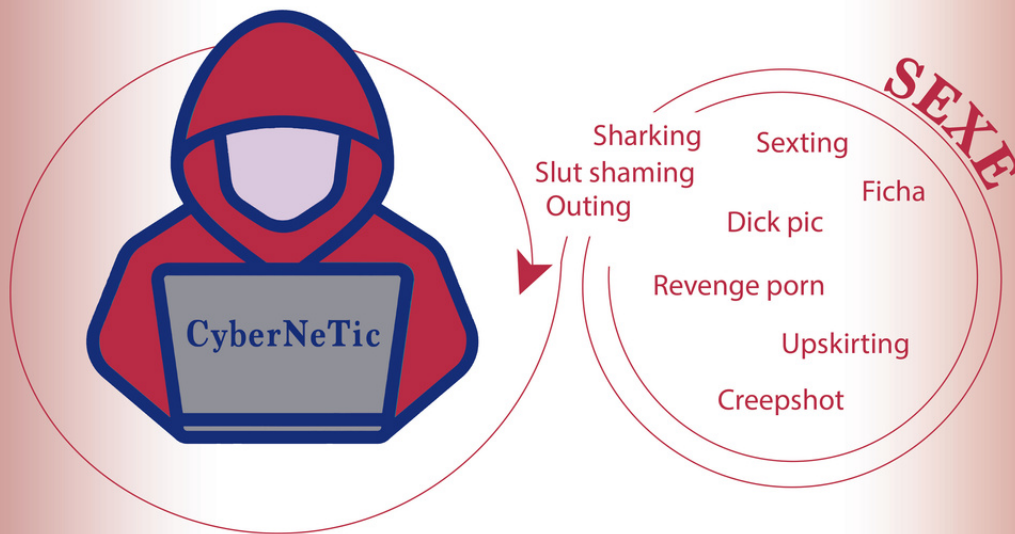 CyberNeTic
SEXE
Sharking
Sexting
Slut shaming
Ficha
Outing
Dick pic
Revenge porn
Upskirting
Creepshot